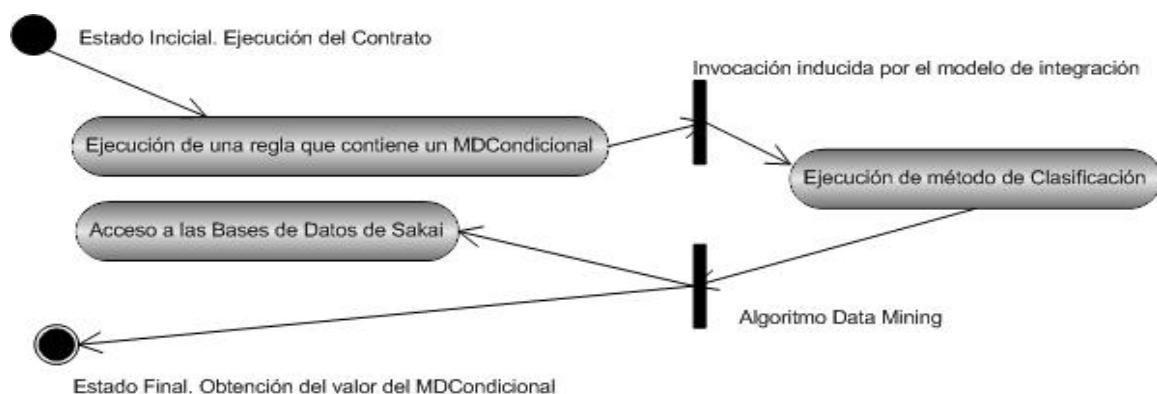 Estado Incicial. Ejecución del Contrato
Invocación inducida por el modelo de integración
Ejecución de una regla que contiene un MDCondicional
Ejecución de método de Clasificación
Acceso a las Bases de Datos de Sakai
Algoritmo Data Mining
Estado Final. Obtención del valor del MDCondicional